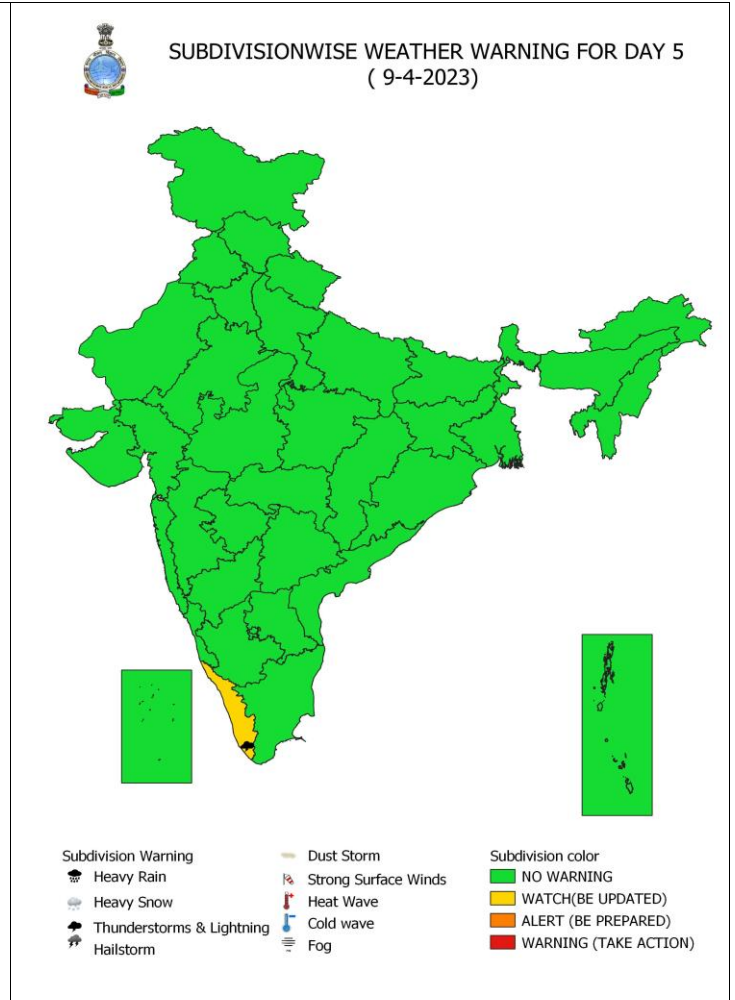 SUBDIVISIONWISE WEATHER WARNING FOR DAY 5
( 9-4-2023)
Subdivision Warning
Heavy Rain
Heavy Snow
Thunderstorms & Lightning
Hailstorm
Dust Storm
Strong Surface Winds
Heat Wave
Cold wave
Fog
Subdivision color
NO WARNING
WATCH(BE UPDATED)
ALERT (BE PREPARED)
WARNING (TAKE ACTION)